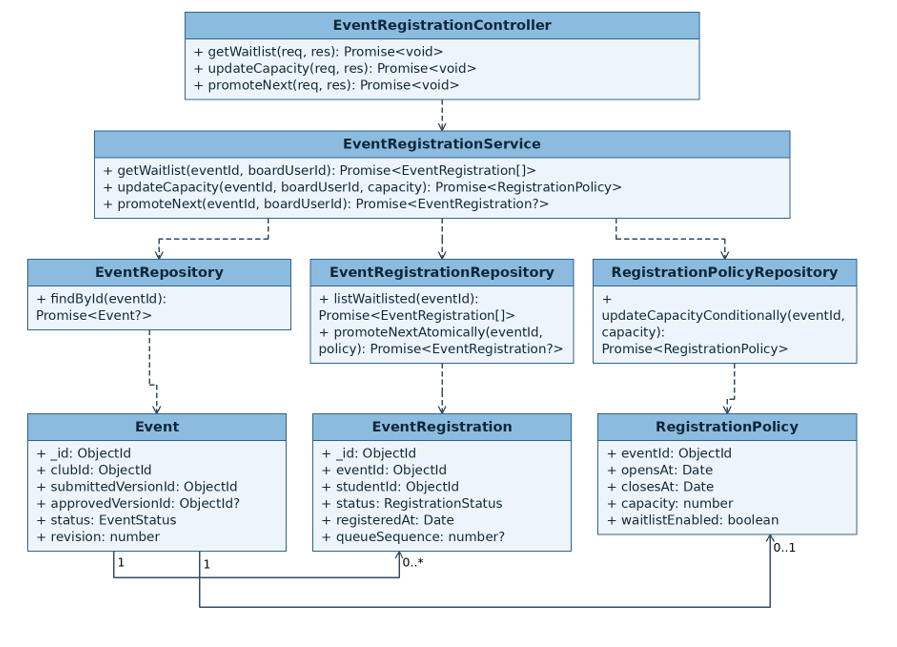 EventRegistrationController
+ getWaitlist(req, res): Promise<void>
+ updateCapacity(req, res): Promise<void>
+ promoteNext(req, res): Promise<void>
EventRegistrationService
+ getWaitlist(eventId, boardUserId): Promise<EventRegistration[]>
+ updateCapacity(eventId, boardUserId, capacity): Promise<RegistrationPolicy>
+ promoteNext(eventId, boardUserId): Promise<EventRegistration?>
EventRepository
+ findById(eventId):
Promise<Event?>
EventRegistrationRepository
+ listWaitlisted(eventId):
Promise<EventRegistration[]>
+ promoteNextAtomically(eventId,
policy): Promise<EventRegistration?>
RegistrationPolicyRepository
+
updateCapacityConditionally(eventId,
capacity):
Promise<RegistrationPolicy>
Event
+ _id: ObjectId
+ clubId: ObjectId
+ submittedVersionId: ObjectId
+ approvedVersionId: ObjectId?
+ status: EventStatus
+ revision: number
EventRegistration
+ _id: ObjectId
+ eventId: ObjectId
+ studentId: ObjectId
+ status: RegistrationStatus
+ registeredAt: Date
+ queueSequence: number?
RegistrationPolicy
+ eventId: ObjectId
+ opensAt: Date
+ closesAt: Date
+ capacity: number
+ waitlistEnabled: boolean
1
1
0..*
0..1